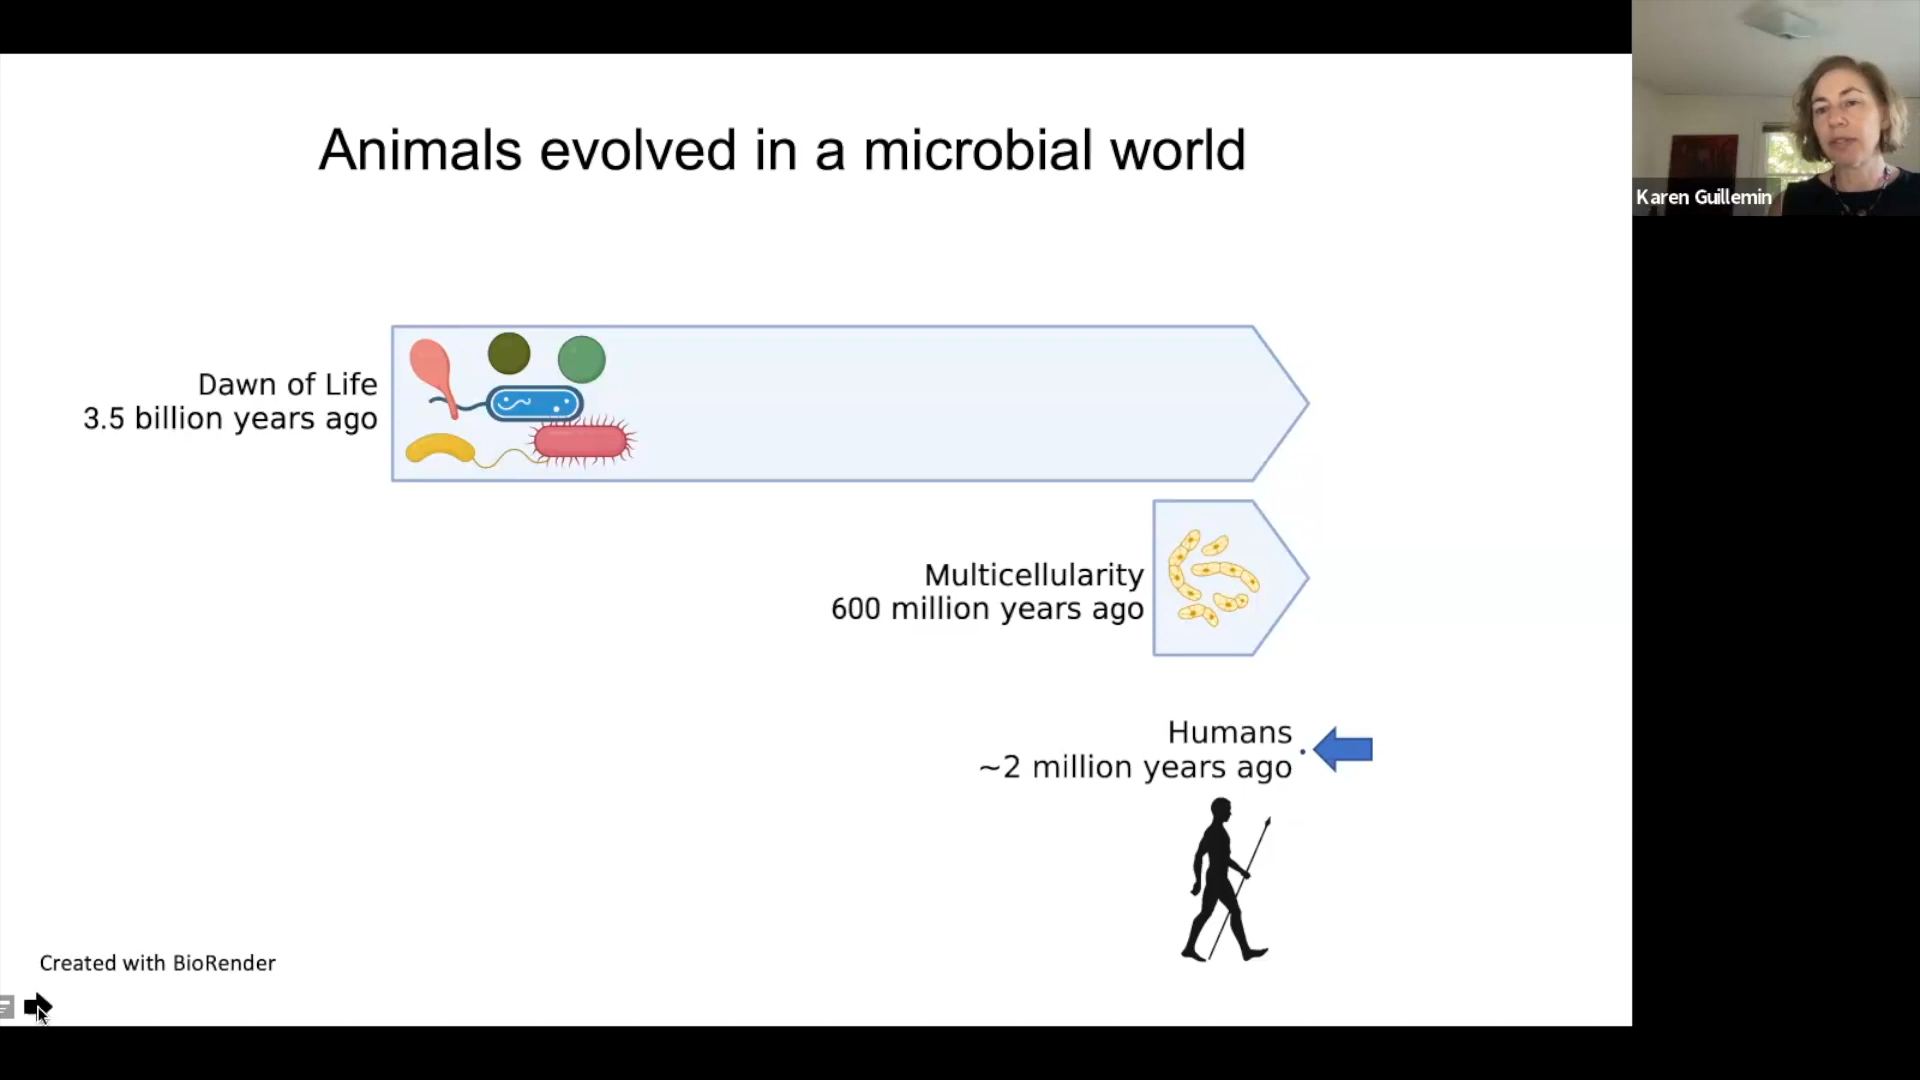 Animals evolved in a microbial world
Karen Guillemin
Dawn of Life
3.5 billion years ago
Multicellularity
600 million years ago
Humans
~2 million years ago
Created with BioRender